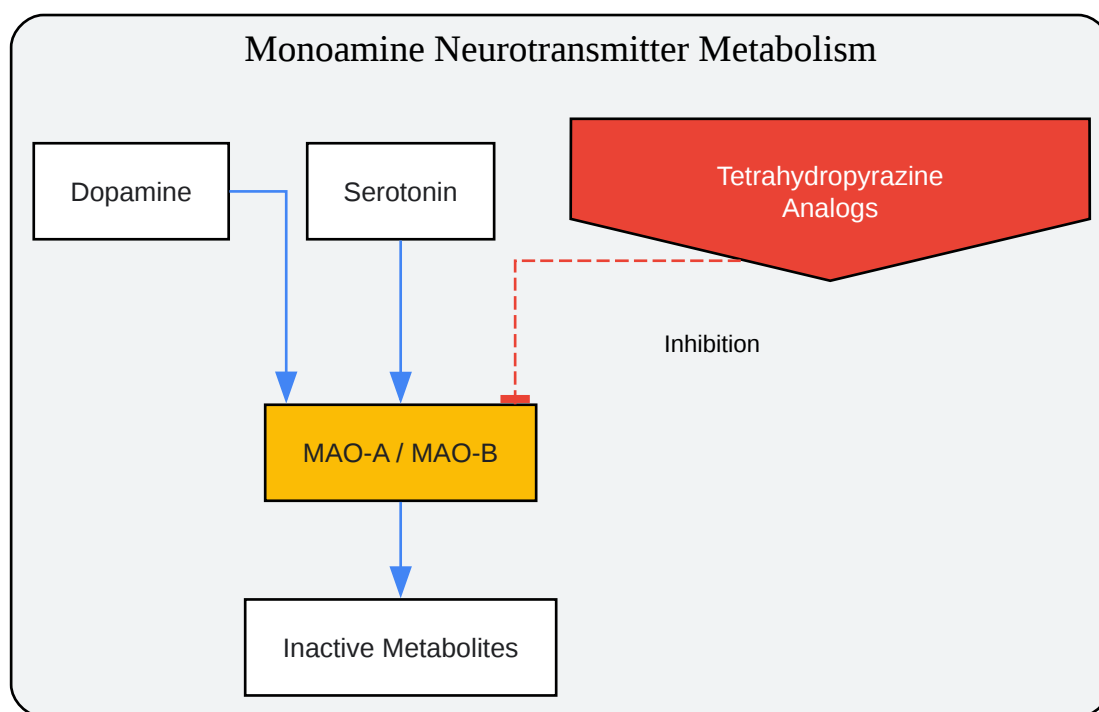 Monoamine Neurotransmitter Metabolism
Dopamine
Serotonin
Tetrahydropyrazine
Analogs
Inhibition
MAO-A / MAO-B
Inactive Metabolites